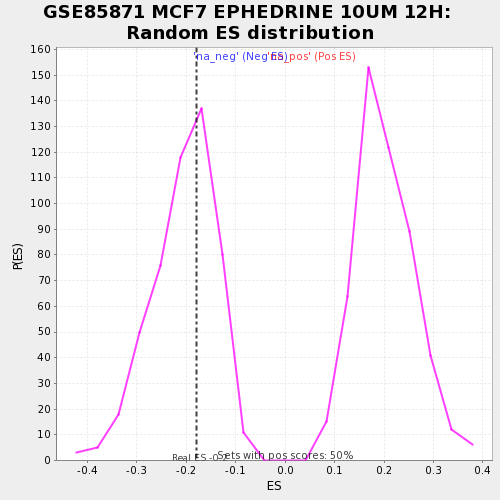 GSE85871 MCF7 EPHEDRINE 10UM 12H:
Random ES distribution
160
150
140
130
120
110
100
90
80
70
60
50
40
30
20
10
0
'na_neg' (Neg ES)
(Pos ES)
P(ES)
Real ES
Sets with pos scores: 50%
-0.4 -0.3 -0.2 -0.1 0.0 0.1 0.2 0.3 0.4
ES